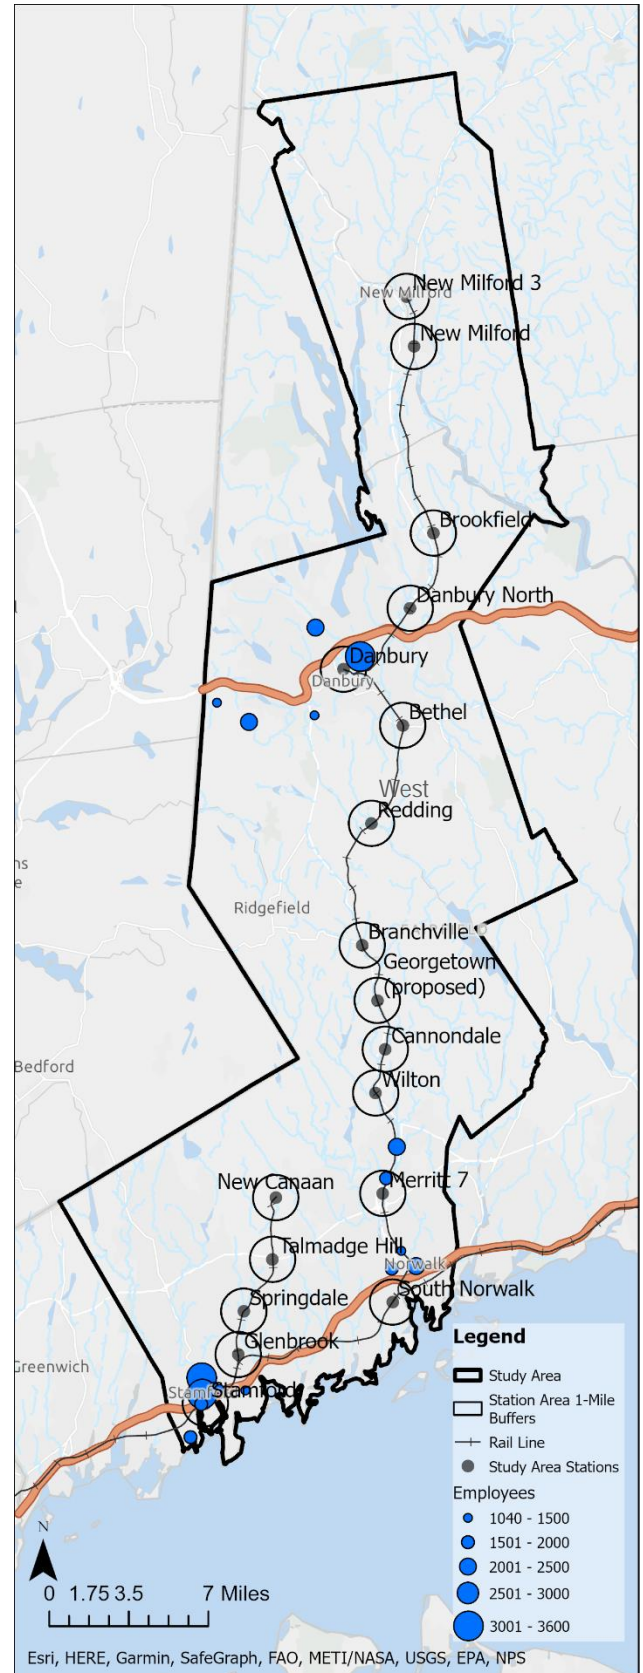 New Milford 3
New Milford
New Milford
Brookfield
Danbury North
Danbury
Danbury
Bethel
West
Redding
Ridgefield
Branchville
Georgetown
(proposed)
Cannondale
Bedford
Wilton
New Canaan
Merritt 7
Talmadge Hill
Norwalk
Springdale
South Norwalk
Glenbrook
Greenwich
Stamford
Legend
Study Area
Station Area 1-Mile
Buffers
Rail Line
Study Area Stations
Employees
1040 - 1500
1501 - 2000
2001 - 2500
2501 - 3000
3001 - 3600
N
0 1.75 3.5 7 Miles
Esri, HERE, Garmin, SafeGraph, FAO, METI/NASA, USGS, EPA, NPS